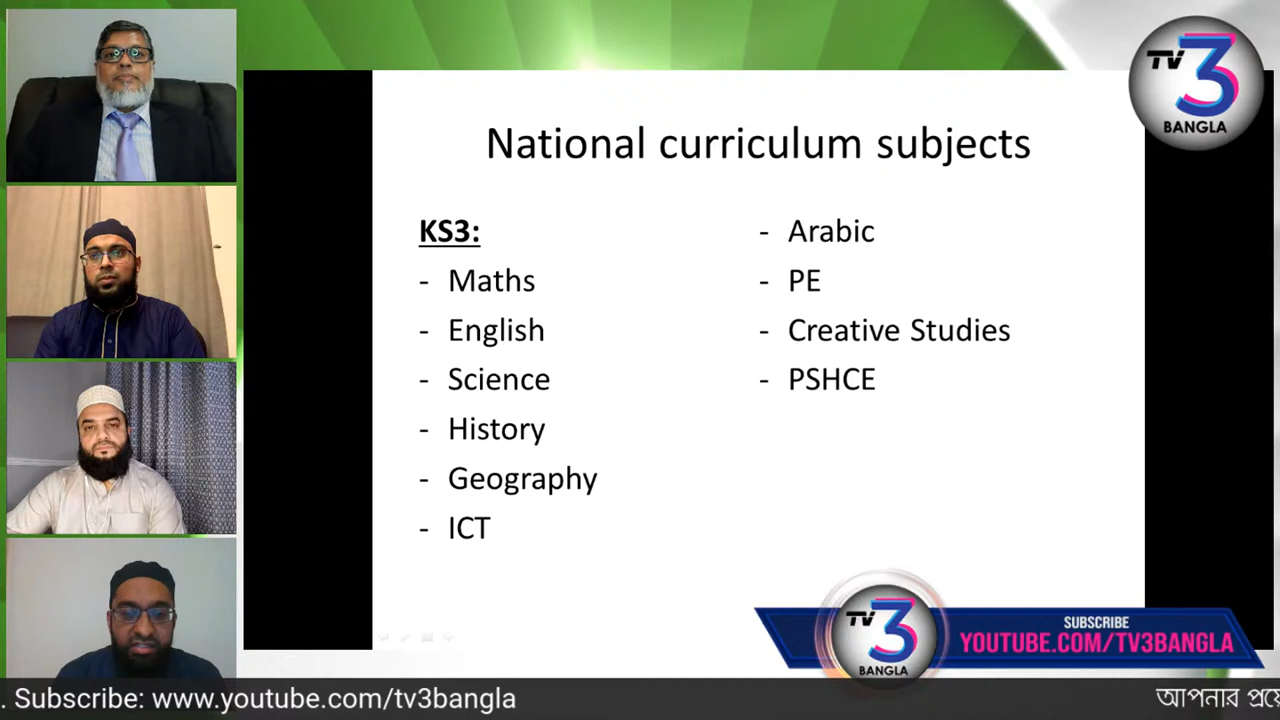 TV3
BANGLA
National curriculum subjects
KS3:
- Maths
- English
- Science
- History
- Geography
- ICT
- Arabic
- PE
- Creative Studies
- PSHCE
TV3
BANGLA
SUBSCRIBE
YOUTUBE.COM/TV3BANGLA
. Subscribe: www.youtube.com/tv3bangla
আপনার